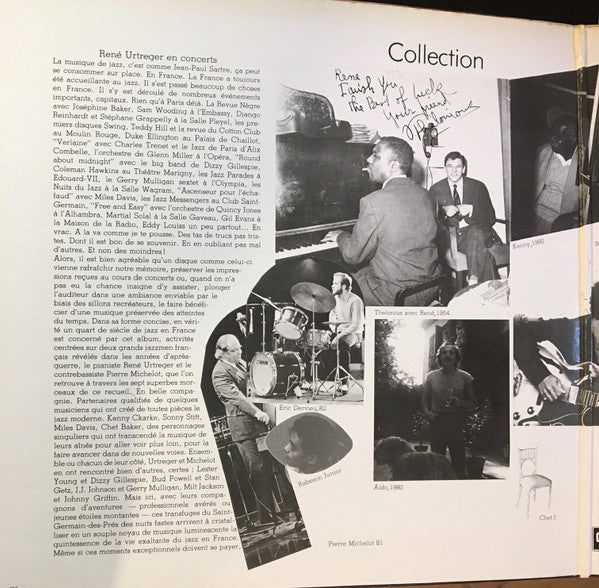 Collection
René Urtreger en concerts
La musique de jazz, c'est comme Jean-Paul Sartre, ça peut
se consommer sur place. En France. La France a toujours
été accueillante au jazz. Il s'est passé beaucoup de choses
en France. Il s'y est déroulé de nombreux événements
importants, capitaux. Rien qu'à Paris déjà. La Revue Nègre
avec Joséphine Baker, Sam Wooding à l'Embassy, Django
Reinhardt et Stéphane Grappelly à la Salle Pleyel, les pre-
miers disques Swing, Teddy Hill et la revue du Cotton Club
au Moulin Rouge, Duke Ellington au Palais de Chaillot,
"Verlaine" avec Charles Trenet et le Jazz de Paris d'Alix
Combelle, l'orchestre de Glenn Miller à l'Opéra, "Round
about midnight" avec le big band de Dizzy Gillespie,
Coleman Hawkins au Théâtre Marigny, les Jazz Parades à
Edouard-VII, le Gerry Mulligan sextet à l'Olympia, les
Nuits du Jazz à la Salle Wagram, "Ascenseur pour l'écha-
faud" avec Miles Davis, les Jazz Messengers au Club Saint-
Germain, "Free and Easy" avec l'orchestre de Quincy Jones
à l'Alhambra, Martial Solal à la Salle Gaveau, Gil Evans à
la Maison de la Radio, Eddy Louiss un peu partout... En
vrac. A la va comme je te pousse. Des tas de trucs pas tris-
tes. Dont il est bon de se souvenir. En en oubliant pas mal
d'autres. Et non des moindres!
Alors, il est bien agréable qu'un disque comme celui-ci
vienne rafraîchir notre mémoire, préserver les impres-
sions reçues au cours de concerts ou, quand on n'a
pas eu la chance insigne d'y assister, plonger
l'auditeur dans une ambiance enviable par le
biais des sillons recréateurs, le faire bénéfi-
cier d'une musique préservée des atteintes
du temps. Dans sa forme concise, en véri-
té un quart de siècle de jazz en France
est concerné par cet album, activités
centrées sur deux grands jazzmen fran-
çais révélés dans les années d'après-
guerre, le pianiste René Urtreger et le
contrebassiste Pierre Michelot, que l'on
retrouve à travers les sept superbes mor-
ceaux de ce recueil. En belle compa-
gnie. Partenaires qualifiés de quelques
musiciens qui ont créé de toutes pièces le
jazz moderne. Kenny Ckarke, Sonny Stitt,
Miles Davis, Chet Baker, des personnages
singuliers qui ont transcendé la musique de
leurs aînés pour aller voir plus loin, pour la
faire avancer dans de nouvelles voies. Ensem-
ble ou chacun de leur côté, Urtreger et Michelot
en ont rencontré bien d'autres, certes; Lester
Young et Dizzy Gillespie, Bud Powell et Stan
Getz, J.J. Johnson et Gerry Mulligan, Milt Jackson
et Johnny Griffin. Mais ici, avec leurs compa-
gnons d'aventures — professionnels avérés ou
jeunes étoiles montantes — ces transfuges du Saint-
Germain-des-Prés des nuits fastes arrivent à cristal-
liser en un souple noyau de musique luminescente la
quintessence de la vie exaltante du jazz en France.
Même si ces moments exceptionnels doivent se payer,
Rene
I wish you
the Best of luck
Your friend
Thelonious avec René, 1954
Kenny, 1980
Eric Dervieu, 82
Rabeson Junior
Aldo, 1980
Chet?
Pierre Michelot 81